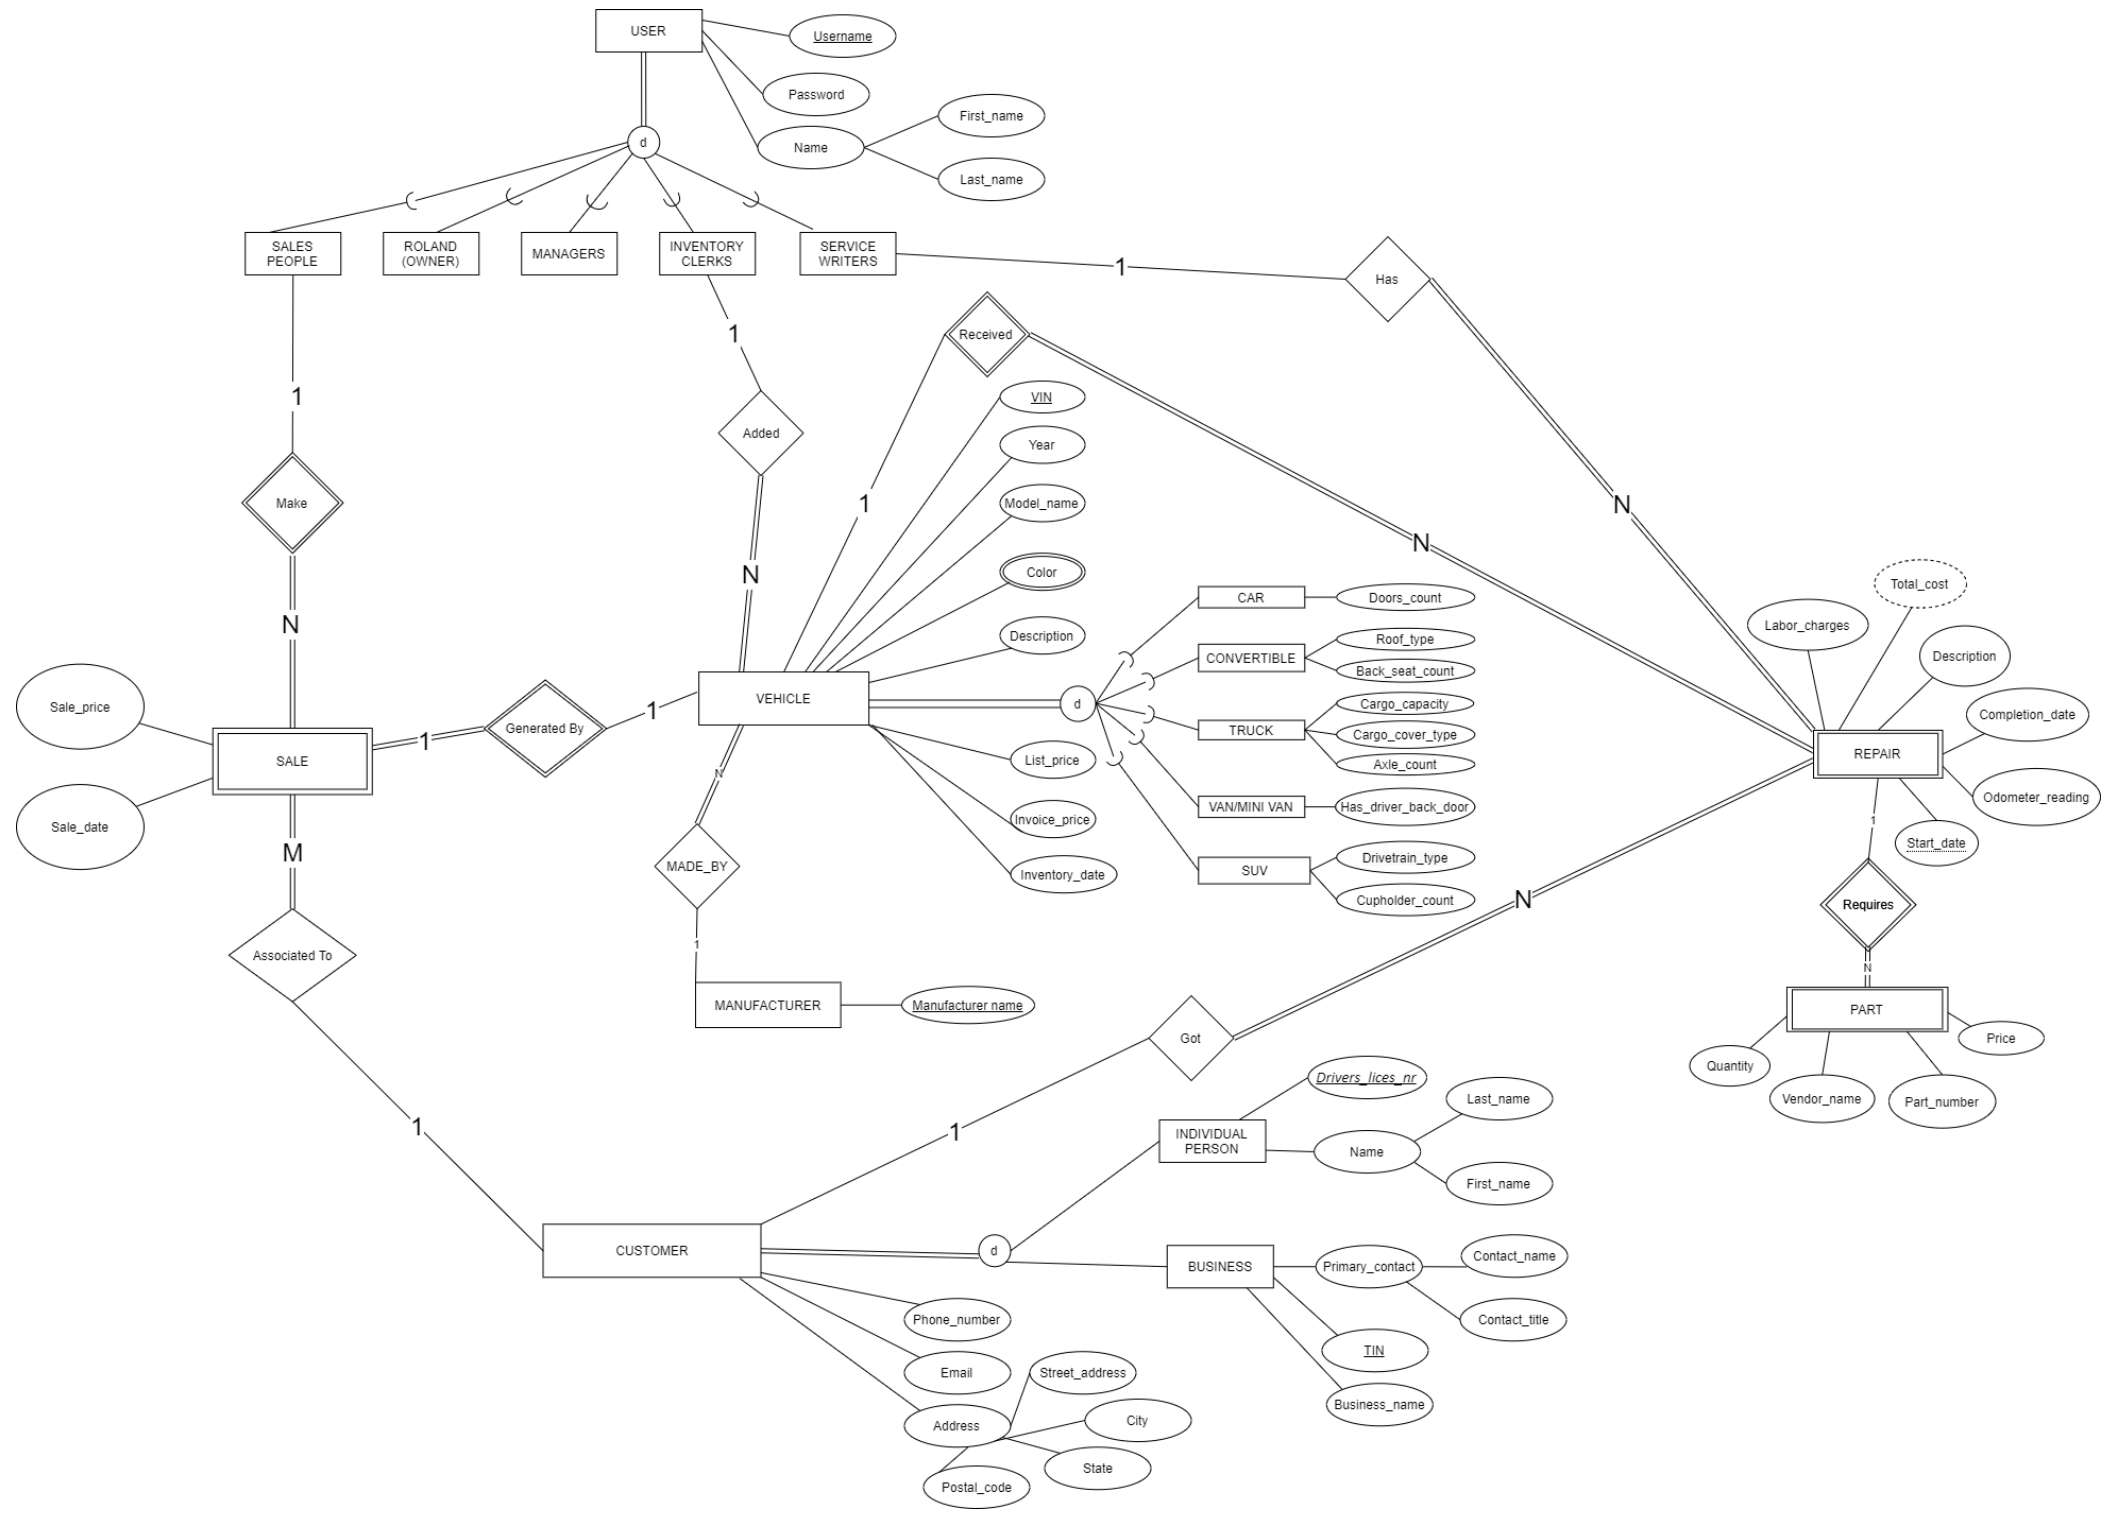 USER
Username
Password
Name
First_name
Last_name
d
SALES
PEOPLE
ROLAND
(OWNER)
MANAGERS
INVENTORY
CLERKS
SERVICE
WRITERS
1
Has
1
Received
1
Added
Make
VIN
Year
Model_name
Color
Description
1
N
N
N
N
CAR
Doors_count
CONVERTIBLE
Roof_type
Back_seat_count
TRUCK
Cargo_capacity
Cargo_cover_type
Axle_count
VAN/MINI VAN
Has_driver_back_door
SUV
Drivetrain_type
Cupholder_count
d
Total_cost
Labor_charges
Description
Completion_date
REPAIR
Odometer_reading
Start_date
1
Requires
N
PART
Quantity
Vendor_name
Part_number
Price
Sale_price
Sale_date
SALE
1
Generated By
1
VEHICLE
List_price
Invoice_price
Inventory_date
N
MADE_BY
1
MANUFACTURER
Manufacturer name
M
Associated To
1
N
Got
1
CUSTOMER
d
INDIVIDUAL
PERSON
Drivers_lices_nr
Name
Last_name
First_name
BUSINESS
Primary_contact
Contact_name
Contact_title
TIN
Business_name
Phone_number
Email
Address
Street_address
City
State
Postal_code